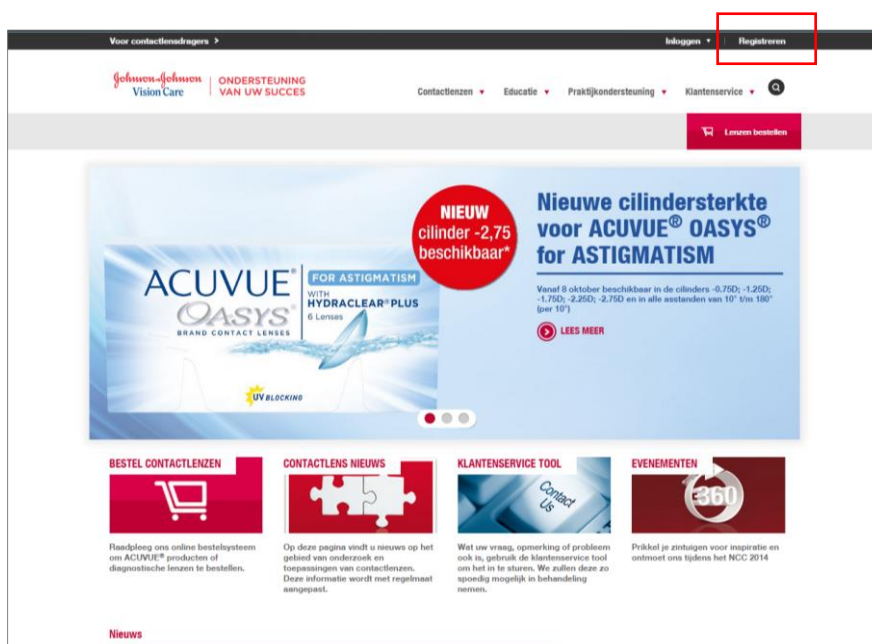 Voor contactlensdragers >
Inloggen ▾ | Registreren
Johnson & Johnson
Vision Care
ONDERSTEUNING
VAN UW SUCCES
Contactlenzen ▾ Educatie ▾ Praktijkondersteuning ▾ Klantenservice ▾
Lenzen bestellen
ACUVUE®
OASYS®
BRAND CONTACT LENSES
FOR ASTIGMATISM
WITH
HYDRACLEAR® PLUS
6 Lenses
UV BLOCKING
NIEUW
cilinder -2,75
beschikbaar*
Nieuwe cilindersterkte
voor ACUVUE® OASYS®
for ASTIGMATISM
Vanaf 8 oktober beschikbaar in de cilinders -0.75D; -1.25D;
-1.75D; -2.25D; -2.75D en in alle asstanden van 10° t/m 180°
(per 10°)
LEES MEER
BESTEL CONTACTLENZEN
Raadpleeg ons online bestelsysteem
om ACUVUE® producten of
diagnostische lenzen te bestellen.
CONTACTLENS NIEUWS
Op deze pagina vindt u nieuws op het
gebied van onderzoek en
toepassingen van contactlenzen.
Deze informatie wordt met regelmaat
aangepast.
KLANTENSERVICE TOOL
Contact
Us
Wat uw vraag, opmerking of probleem
ook is, gebruik de klantenservice tool
om het in te sturen. We zullen deze zo
spoedig mogelijk in behandeling
nemen.
EVENEMENTEN
360
Prikkel je zintuigen voor inspiratie en
ontmoet ons tijdens het NCC 2014
Nieuws